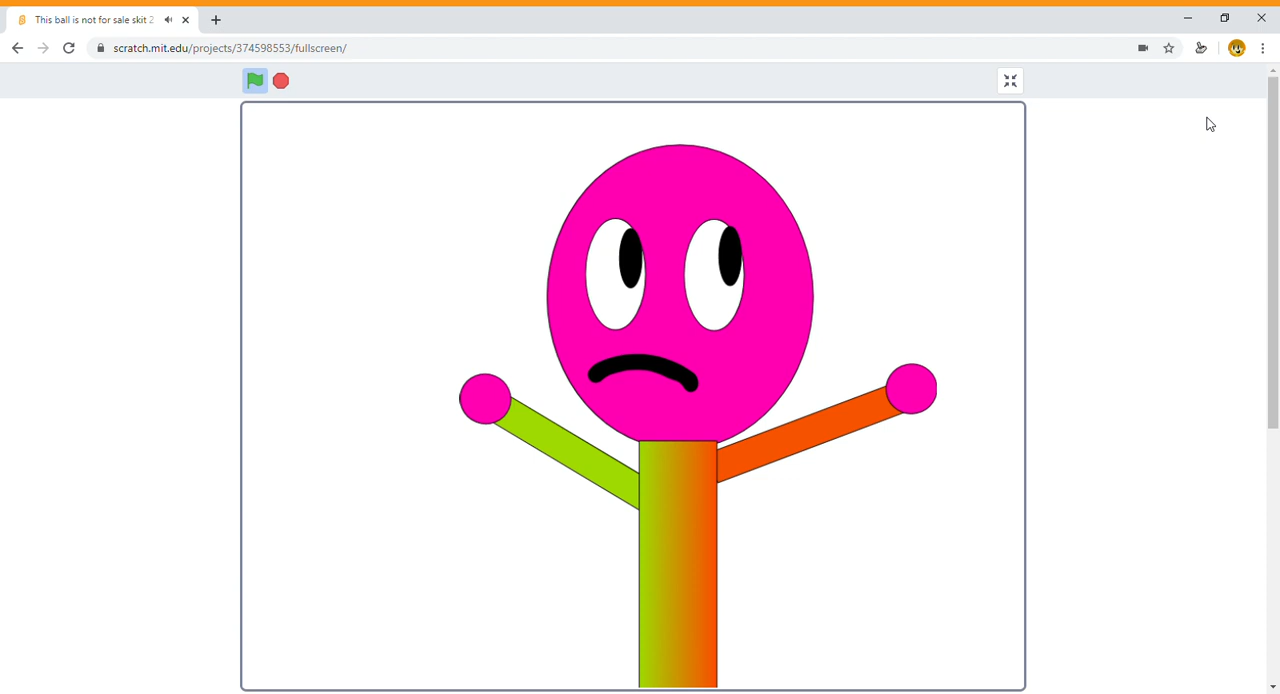 This ball is not for sale skit 2
scratch.mit.edu/projects/374598553/fullscreen/